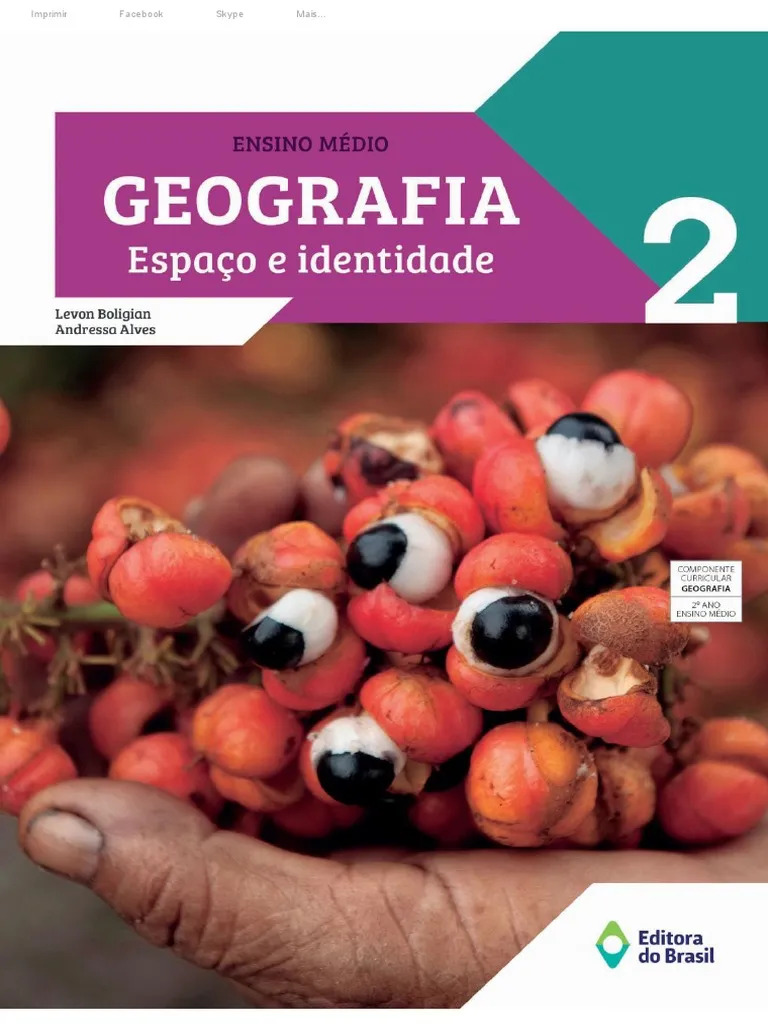 Imprimir Facebook Skype Mais...
ENSINO MÉDIO
GEOGRAFIA
Espaço e identidade
2
Levon Boligian
Andressa Alves
COMPONENTE
CURRICULAR
GEOGRAFIA
2º ANO
ENSINO MÉDIO
Editora
do Brasil